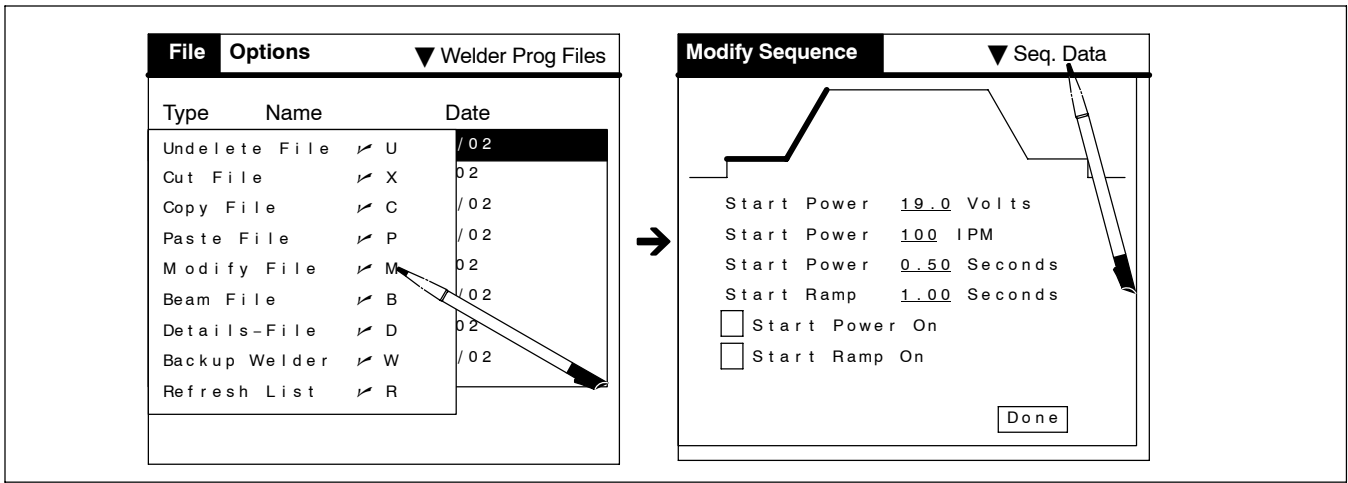 File Options ▼ Welder Prog Files
Type Name Date
Undelete File U /02
Cut File X 02
Copy File C /02
Paste File P /02
Modify File M 02
Beam File B /02
Details-File D 02
Backup Welder W /02
Refresh List R
Modify Sequence ▼ Seq. Data
Start Power 19.0 Volts
Start Power 100 IPM
Start Power 0.50 Seconds
Start Ramp 1.00 Seconds
Start Power On
Start Ramp On
Done